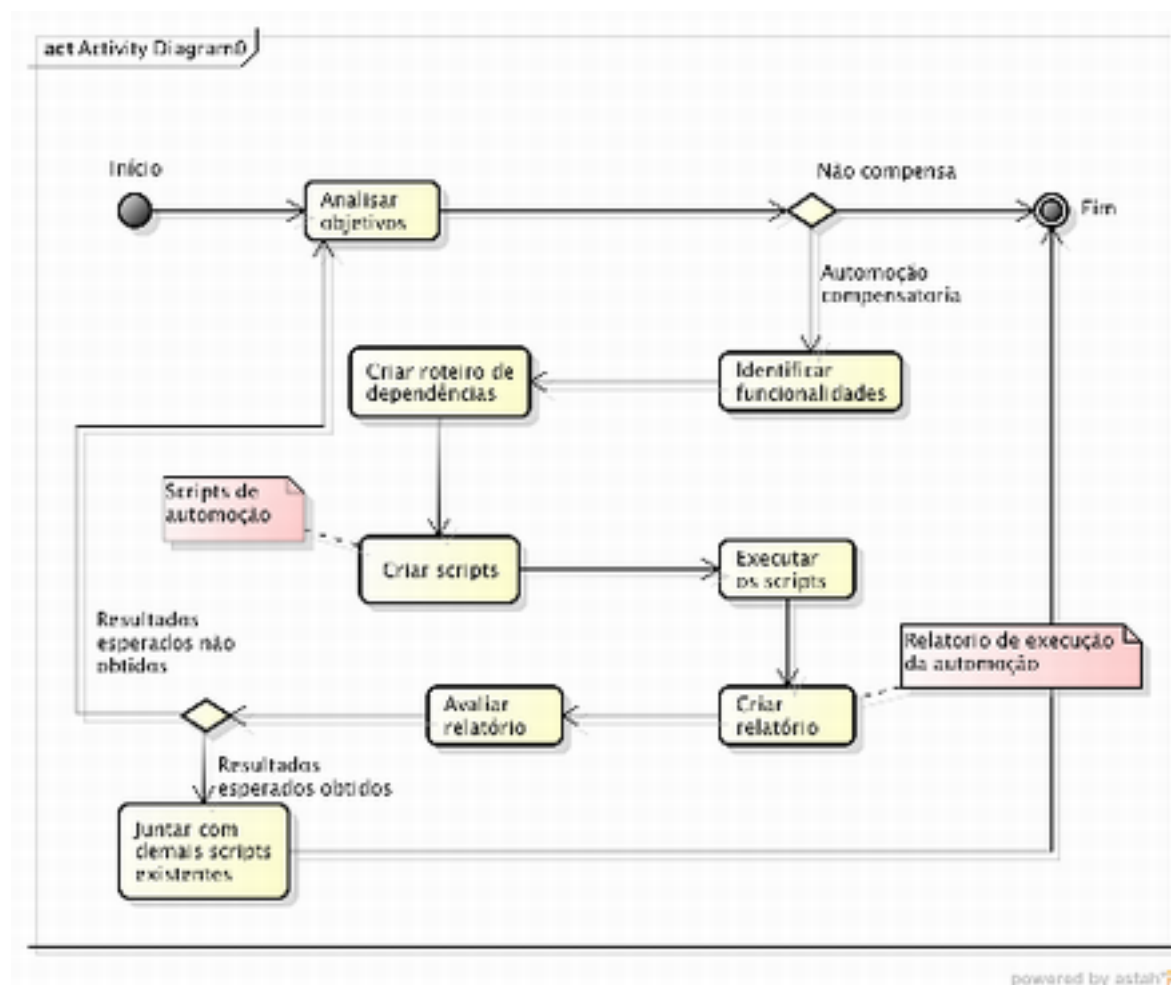 act Activity Diagram0
Início
Não compensa
Analisar
objetivos
Fim
Automoção
compensatoria
Criar roteiro de
dependências
Identificar
funcionalidades
Scripts de
automoção
Criar scripts
Executar
os scripts
Resultados
esperados não
obtidos
Relatorio de execução
da automoção
Avaliar
relatório
Criar
relatório
Resultados
esperados obtidos
Juntar com
demais scripts
existentes
powered by astah*